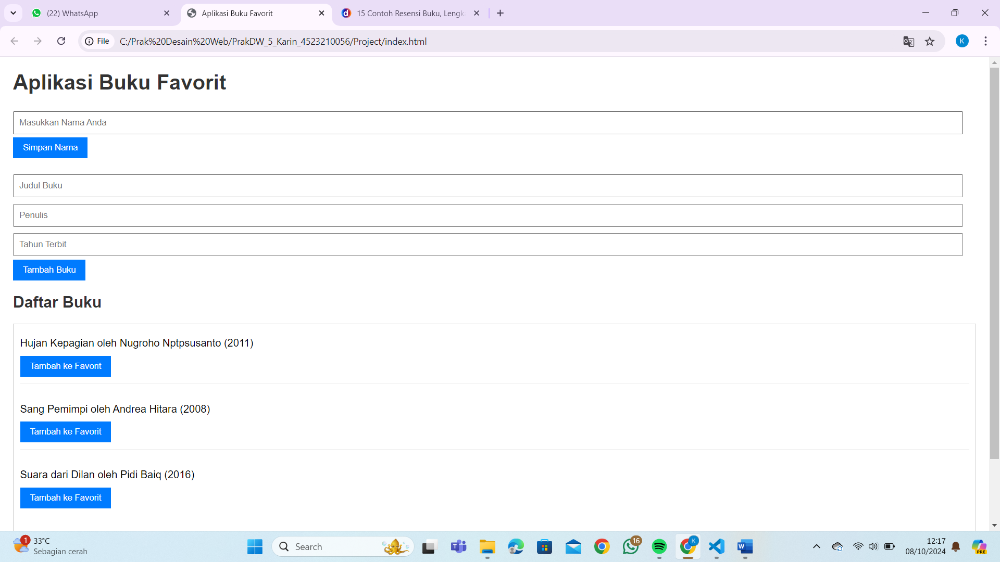 (22) WhatsApp
Aplikasi Buku Favorit
15 Contoh Resensi Buku, Lengk
File
C:/Prak%20Desain%20Web/PrakDW_5_Karin_4523210056/Project/index.html
K
Aplikasi Buku Favorit
Masukkan Nama Anda
Simpan Nama
Judul Buku
Penulis
Tahun Terbit
Tambah Buku
Daftar Buku
Hujan Kepagian oleh Nugroho Nptpsusanto (2011)
Tambah ke Favorit
Sang Pemimpi oleh Andrea Hitara (2008)
Tambah ke Favorit
Suara dari Dilan oleh Pidi Baiq (2016)
Tambah ke Favorit
1
33°C
Sebagian cerah
Search
16
K
12:17
08/10/2024
PRE